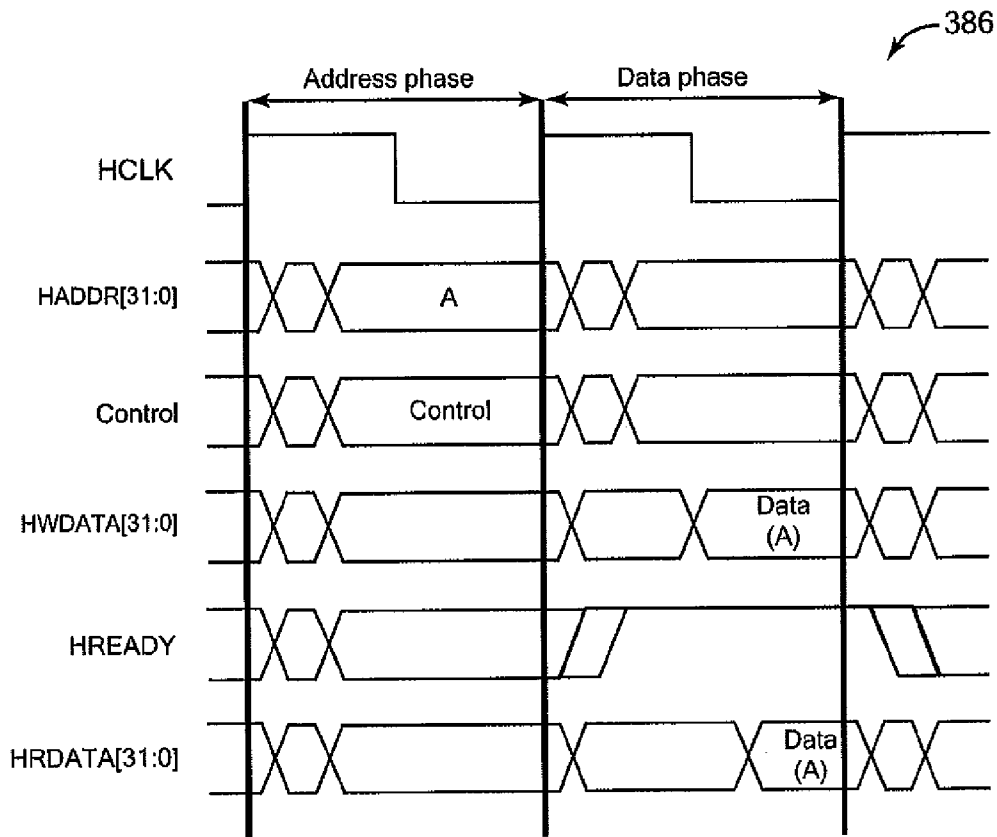 386
Address phase
Data phase
HCLK
HADDR[31:0]
A
Control
Control
HWDATA[31:0]
Data
(A)
HREADY
HRDATA[31:0]
Data
(A)